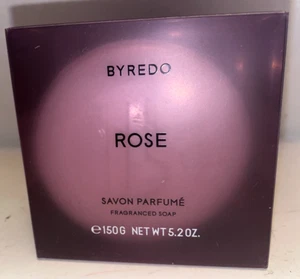 BYREDO
ROSE
SAVON PARFUMÉ
FRAGRANCED SOAP
℮150G NET WT 5.2 OZ.